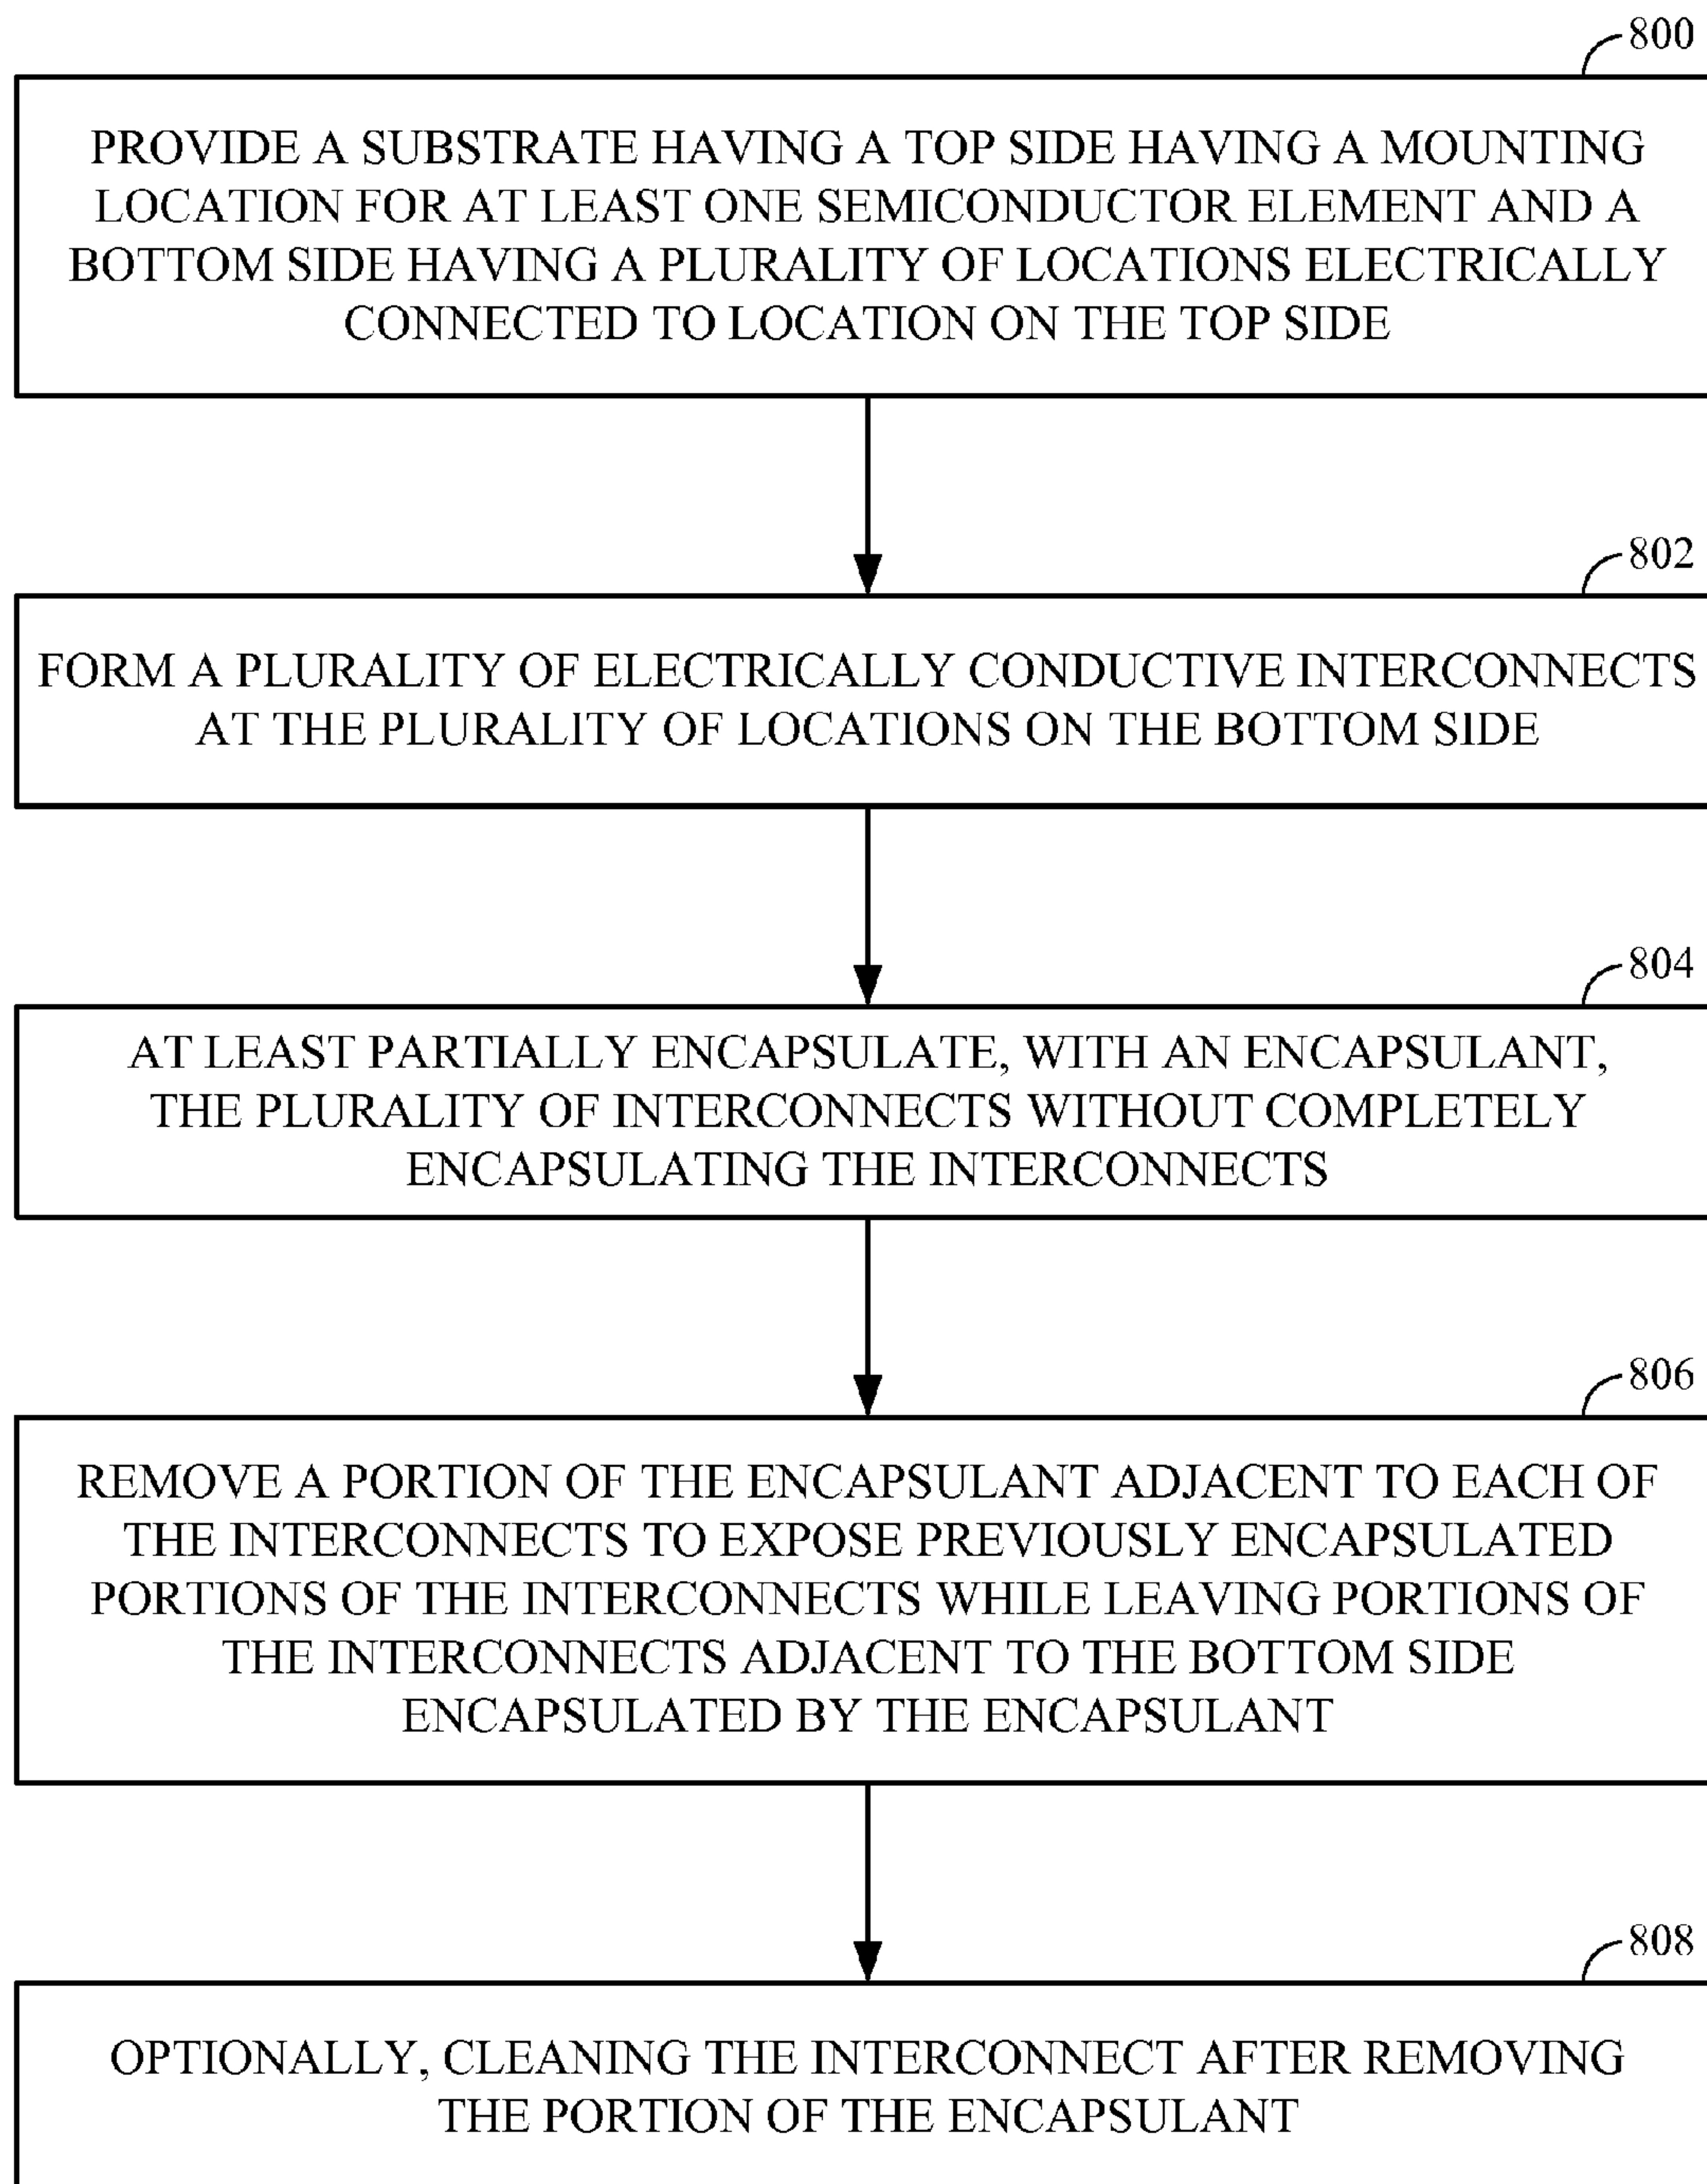 800
PROVIDE A SUBSTRATE HAVING A TOP SIDE HAVING A MOUNTING
LOCATION FOR AT LEAST ONE SEMICONDUCTOR ELEMENT AND A
BOTTOM SIDE HAVING A PLURALITY OF LOCATIONS ELECTRICALLY
CONNECTED TO LOCATION ON THE TOP SIDE
802
FORM A PLURALITY OF ELECTRICALLY CONDUCTIVE INTERCONNECTS
AT THE PLURALITY OF LOCATIONS ON THE BOTTOM SIDE
804
AT LEAST PARTIALLY ENCAPSULATE, WITH AN ENCAPSULANT,
THE PLURALITY OF INTERCONNECTS WITHOUT COMPLETELY
ENCAPSULATING THE INTERCONNECTS
806
REMOVE A PORTION OF THE ENCAPSULANT ADJACENT TO EACH OF
THE INTERCONNECTS TO EXPOSE PREVIOUSLY ENCAPSULATED
PORTIONS OF THE INTERCONNECTS WHILE LEAVING PORTIONS OF
THE INTERCONNECTS ADJACENT TO THE BOTTOM SIDE
ENCAPSULATED BY THE ENCAPSULANT
808
OPTIONALLY, CLEANING THE INTERCONNECT AFTER REMOVING
THE PORTION OF THE ENCAPSULANT